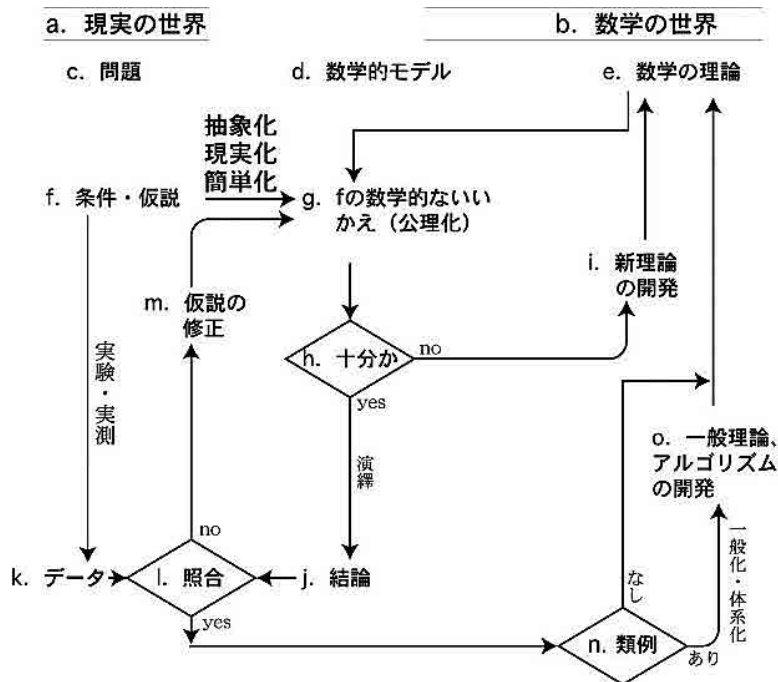 a. 現実の世界
b. 数学の世界
c. 問題
d. 数学的モデル
e. 数学の理論
抽象化
現実化
簡単化
f. 条件・仮説
g. fの数学的ないい
かえ（公理化）
i. 新理論
の開発
m. 仮説の
修正
h. 十分か
no
yes
実験・実測
演繹
o. 一般理論、
アルゴリズム
の開発
no
k. データ
l. 照合
j. 結論
yes
なし
一般化・体系化
n. 類例
あり